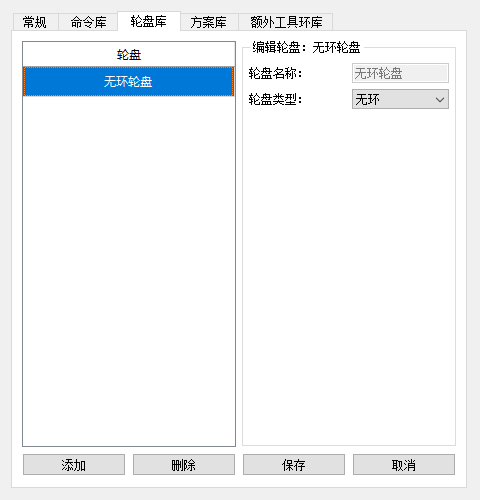 常规 命令库 轮盘库 方案库 额外工具环库
轮盘
无环轮盘
编辑轮盘：无环轮盘
轮盘名称： 无环轮盘
轮盘类型： 无环
添加 删除 保存 取消